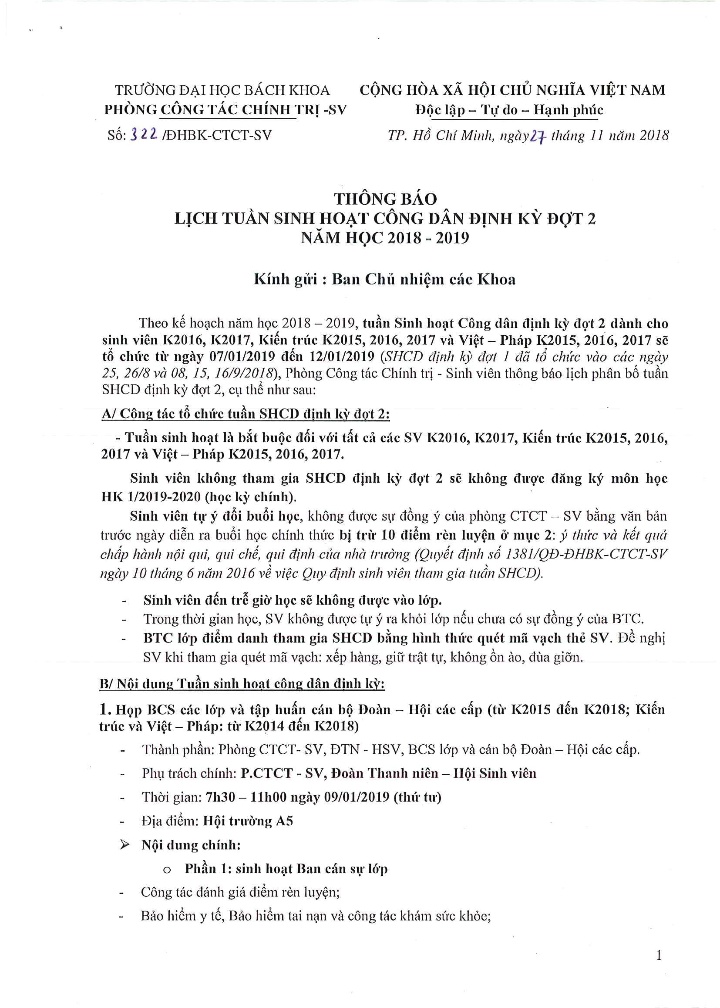 TRƯỜNG ĐẠI HỌC BÁCH KHOA
PHÒNG CÔNG TÁC CHÍNH TRỊ -SV
Số: 322 /ĐHBK-CTCT-SV
CỘNG HÒA XÃ HỘI CHỦ NGHĨA VIỆT NAM
Độc lập – Tự do – Hạnh phúc
TP. Hồ Chí Minh, ngày 27 tháng 11 năm 2018
THÔNG BÁO
LỊCH TUẦN SINH HOẠT CÔNG DÂN ĐỊNH KỲ ĐỢT 2
NĂM HỌC 2018 - 2019
Kính gửi : Ban Chủ nhiệm các Khoa
Theo kế hoạch năm học 2018 – 2019, tuần Sinh hoạt Công dân định kỳ đợt 2 dành cho
sinh viên K2016, K2017, Kiến trúc K2015, 2016, 2017 và Việt – Pháp K2015, 2016, 2017 sẽ
tổ chức từ ngày 07/01/2019 đến 12/01/2019 (SHCD định kỳ đợt 1 đã tổ chức vào các ngày
25, 26/8 và 08, 15, 16/9/2018), Phòng Công tác Chính trị - Sinh viên thông báo lịch phân bố tuần
SHCD định kỳ đợt 2, cụ thể như sau:
A/ Công tác tổ chức tuần SHCD định kỳ đợt 2:
- Tuần sinh hoạt là bắt buộc đối với tất cả các SV K2016, K2017, Kiến trúc K2015, 2016,
2017 và Việt – Pháp K2015, 2016, 2017.
Sinh viên không tham gia SHCD định kỳ đợt 2 sẽ không được đăng ký môn học
HK 1/2019-2020 (học kỳ chính).
Sinh viên tự ý đổi buổi học, không được sự đồng ý của phòng CTCT – SV bằng văn bản
trước ngày diễn ra buổi học chính thức bị trừ 10 điểm rèn luyện ở mục 2: ý thức và kết quả
chấp hành nội qui, qui chế, qui định của nhà trường (Quyết định số 1381/QĐ-ĐHBK-CTCT-SV
ngày 10 tháng 6 năm 2016 về việc Quy định sinh viên tham gia tuần SHCD).
- Sinh viên đến trễ giờ học sẽ không được vào lớp.
- Trong thời gian học, SV không được tự ý ra khỏi lớp nếu chưa có sự đồng ý của BTC.
- BTC lớp điểm danh tham gia SHCD bằng hình thức quét mã vạch thẻ SV. Đề nghị
SV khi tham gia quét mã vạch: xếp hàng, giữ trật tự, không ồn ào, đùa giỡn.
B/ Nội dung Tuần sinh hoạt công dân định kỳ:
1. Họp BCS các lớp và tập huấn cán bộ Đoàn – Hội các cấp (từ K2015 đến K2018; Kiến
trúc và Việt – Pháp: từ K2014 đến K2018)
- Thành phần: Phòng CTCT- SV, ĐTN - HSV, BCS lớp và cán bộ Đoàn – Hội các cấp.
- Phụ trách chính: P.CTCT - SV, Đoàn Thanh niên – Hội Sinh viên
- Thời gian: 7h30 – 11h00 ngày 09/01/2019 (thứ tư)
- Địa điểm: Hội trường A5
➢ Nội dung chính:
o Phần 1: sinh hoạt Ban cán sự lớp
- Công tác đánh giá điểm rèn luyện;
- Bảo hiểm y tế, Bảo hiểm tai nạn và công tác khám sức khỏe;
1